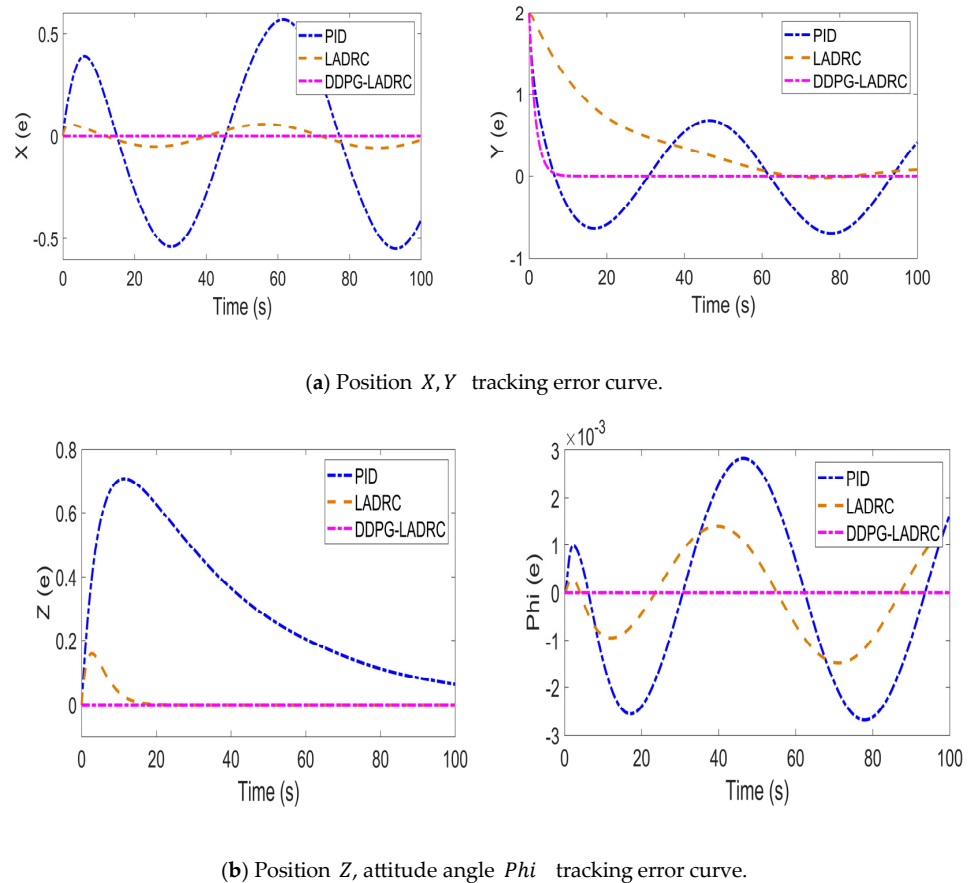 0.5
0
-0.5
X (e)
0 20 40 60 80 100
Time (s)
PID
LADRC
DDPG-LADRC
2
1
0
-1
Y (e)
0 20 40 60 80 100
Time (s)
PID
LADRC
DDPG-LADRC
(a) Position X,Y tracking error curve.
0.8
0.6
0.4
0.2
0
Z (e)
0 20 40 60 80 100
Time (s)
PID
LADRC
DDPG-LADRC
×10⁻³
3
2
1
0
-1
-2
-3
Phi (e)
0 20 40 60 80 100
Time (s)
PID
LADRC
DDPG-LADRC
(b) Position Z, attitude angle Phi tracking error curve.